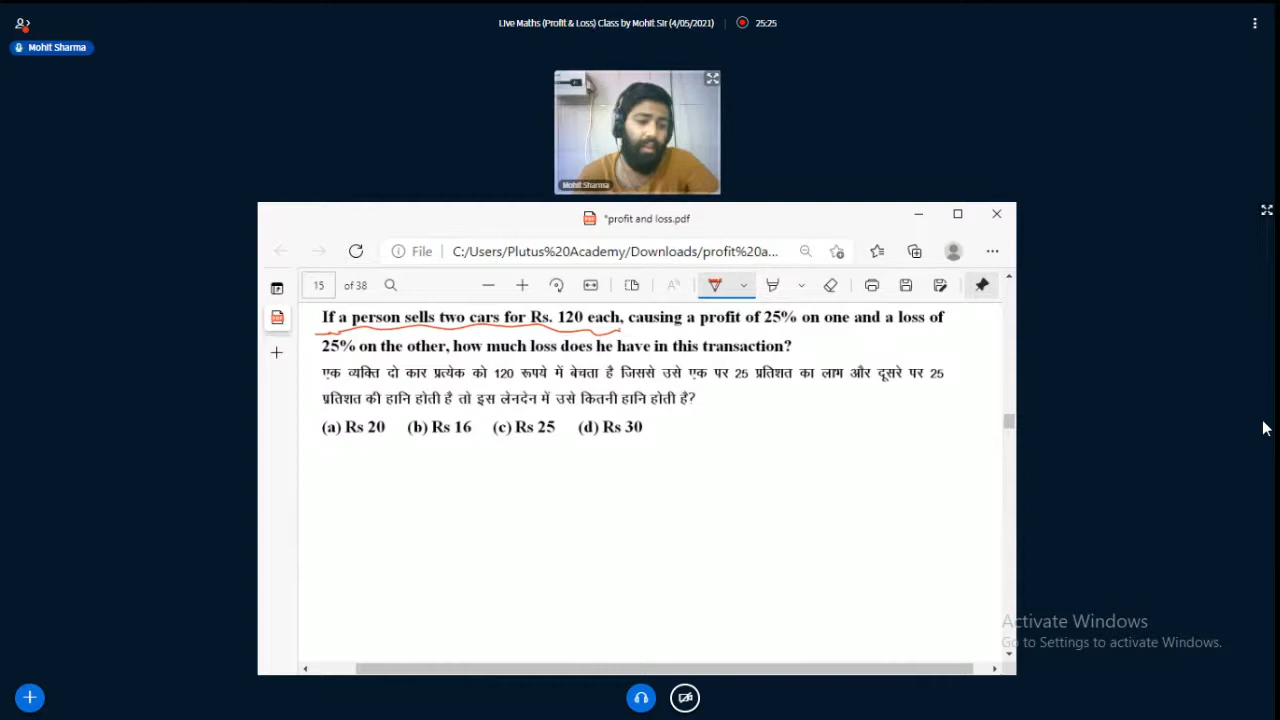 Live Maths (Profit & Loss) Class by Mohit Sir (4/05/2021) 25:25
Mohit Sharma
Mohit Sharma
*profit and loss.pdf
File C:/Users/Plutus%20Academy/Downloads/profit%20a...
15 of 38
If a person sells two cars for Rs. 120 each, causing a profit of 25% on one and a loss of
25% on the other, how much loss does he have in this transaction?
एक व्यक्ति दो कार प्रत्येक को 120 रूपये में बेचता है जिससे उसे एक पर 25 प्रतिशत का लाभ और दूसरे पर 25
प्रतिशत की हानि होती है तो इस लेनदेन में उसे कितनी हानि होती है?
(a) Rs 20 (b) Rs 16 (c) Rs 25 (d) Rs 30
Activate Windows
Go to Settings to activate Windows.